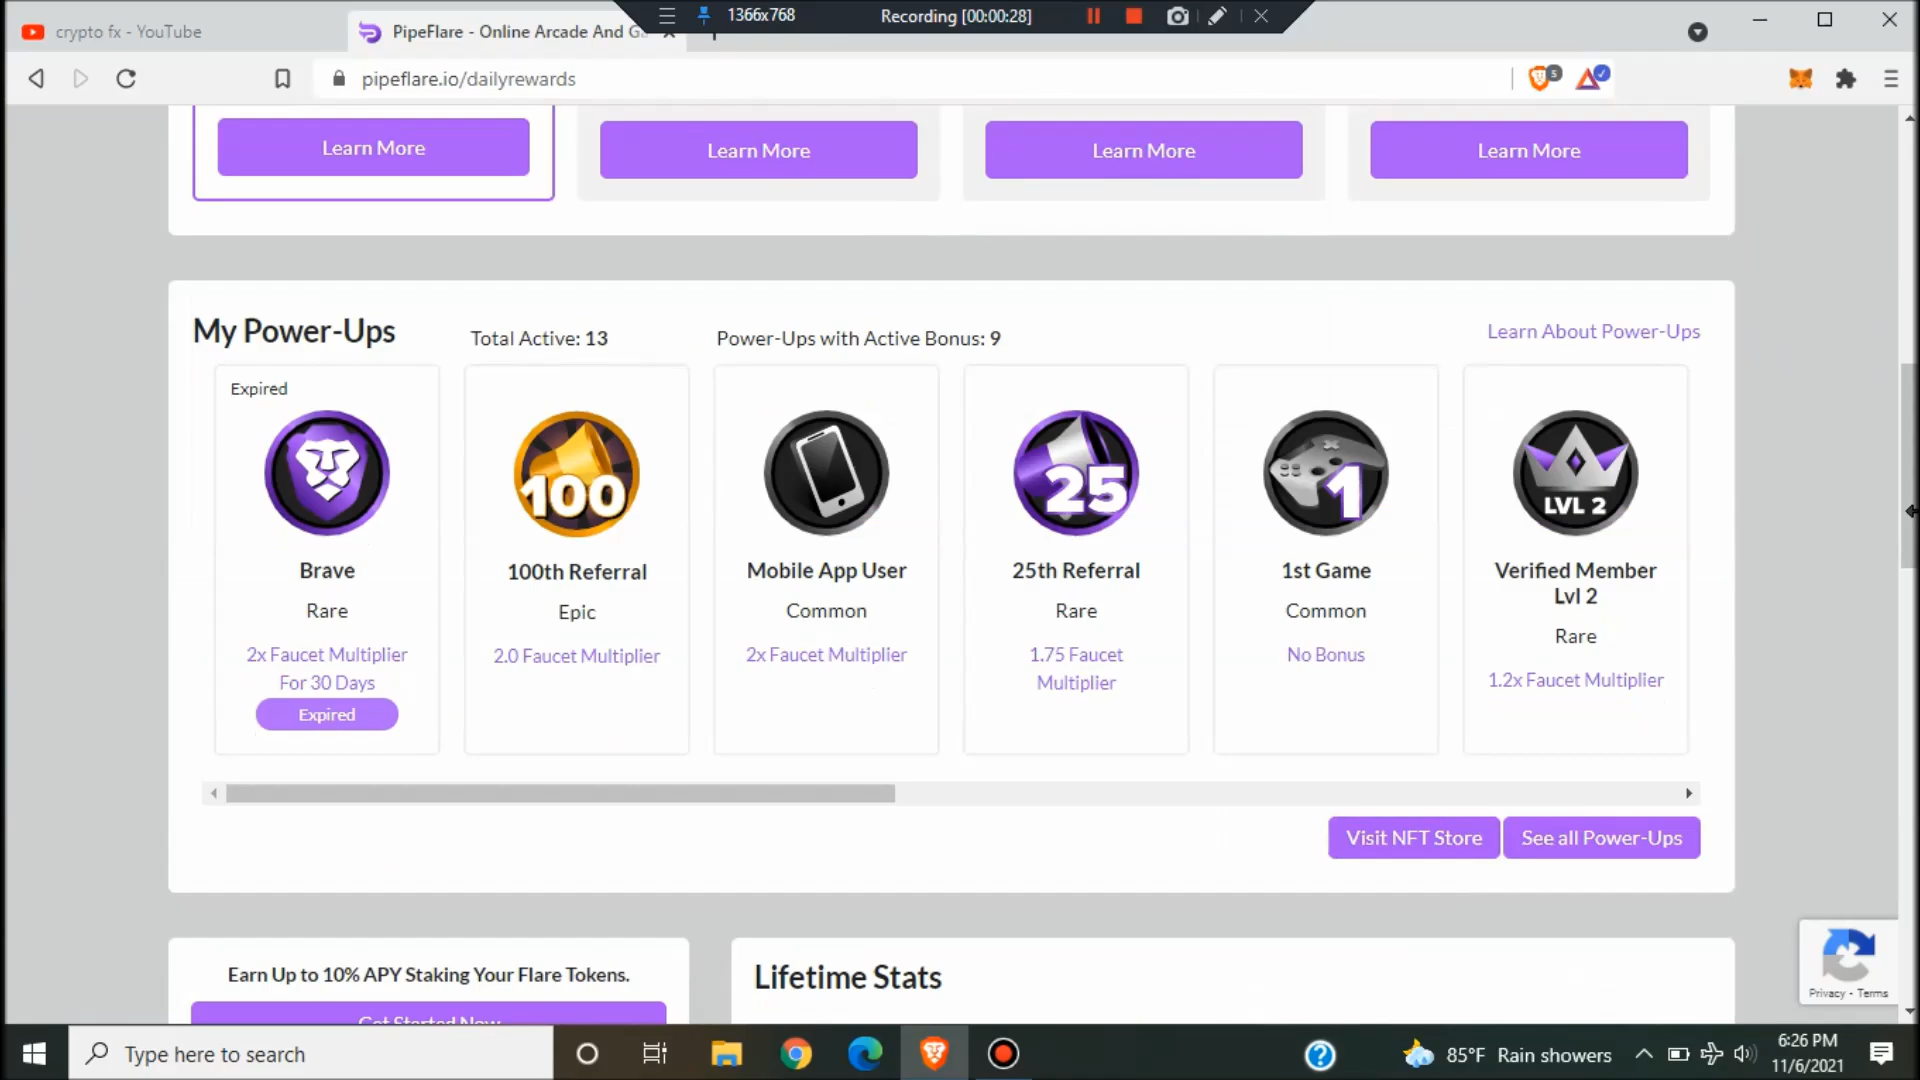 1366x768
Recording [00:00:28]
crypto fx - YouTube
PipeFlare - Online Arcade And G
pipeflare.io/dailyrewards
5
Learn More
Learn More
Learn More
Learn More
My Power-Ups
Total Active: 13
Power-Ups with Active Bonus: 9
Learn About Power-Ups
Expired
100
25
1
LVL 2
Brave
100th Referral
Mobile App User
25th Referral
1st Game
Verified Member
Lvl 2
Rare
Epic
Common
Rare
Common
Rare
2x Faucet Multiplier
For 30 Days
2.0 Faucet Multiplier
2x Faucet Multiplier
1.75 Faucet
Multiplier
No Bonus
1.2x Faucet Multiplier
Expired
Visit NFT Store
See all Power-Ups
Earn Up to 10% APY Staking Your Flare Tokens.
Get Started Now
Lifetime Stats
Privacy - Terms
Type here to search
85°F Rain showers
6:26 PM
11/6/2021